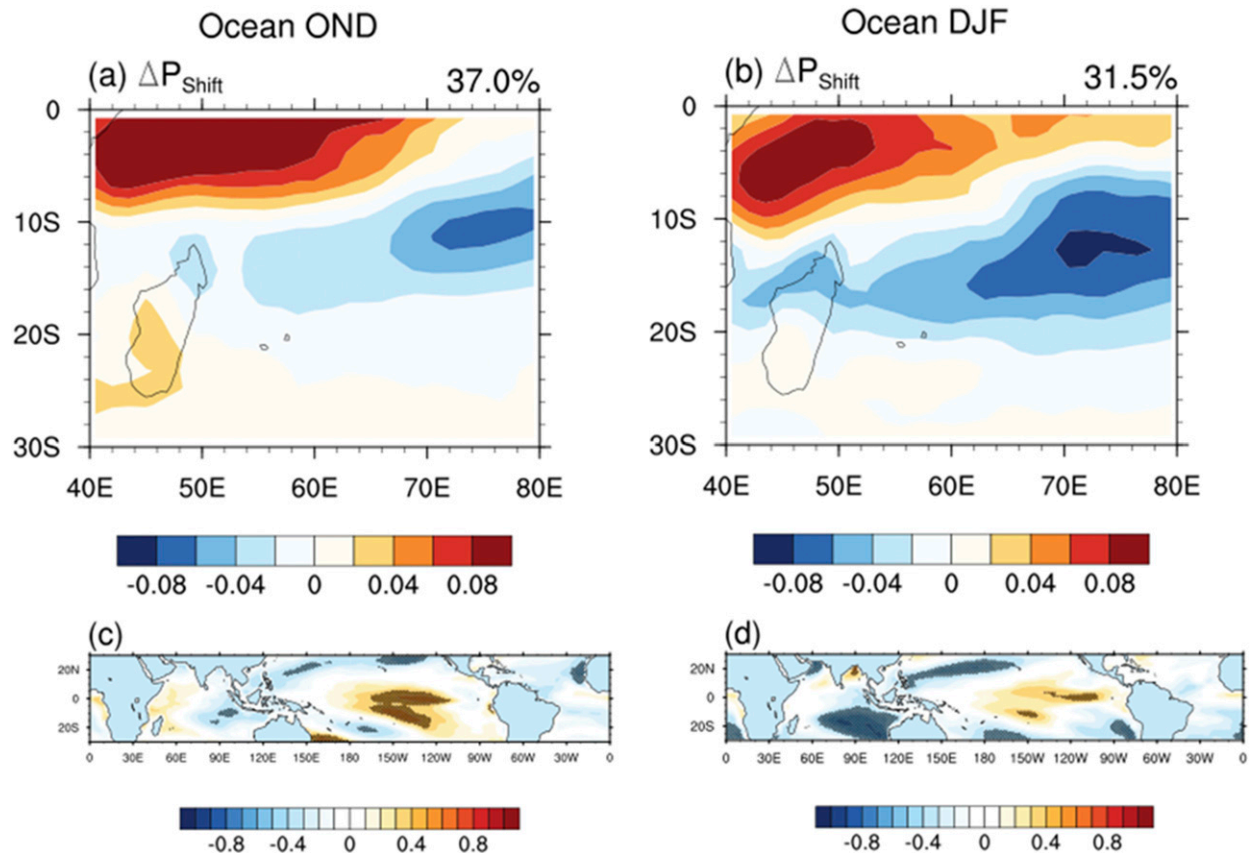 Ocean OND
Ocean DJF
(a) ΔP_Shift 37.0%
(b) ΔP_Shift 31.5%
0
10S
20S
30S
40E 50E 60E 70E 80E
0
10S
20S
30S
40E 50E 60E 70E 80E
-0.08 -0.04 0 0.04 0.08
-0.08 -0.04 0 0.04 0.08
(c)
20N
0
20S
0 30E 60E 90E 120E 150E 180 150W 120W 90W 60W 30W 0
(d)
20N
0
20S
0 30E 60E 90E 120E 150E 180 150W 120W 90W 60W 30W 0
-0.8 -0.4 0 0.4 0.8
-0.8 -0.4 0 0.4 0.8